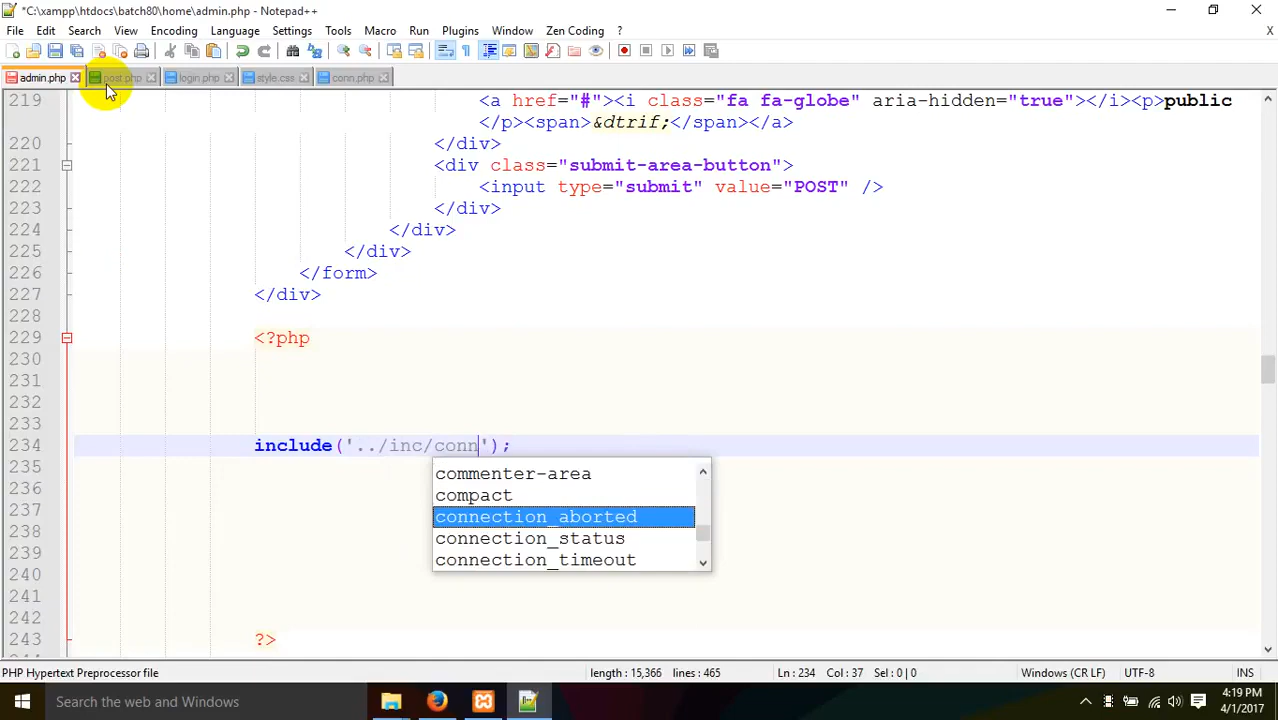 *C:\xampp\htdocs\batch80\home\admin.php - Notepad++
File Edit Search View Encoding Language Settings Tools Macro Run Plugins Window Zen Coding ? X
admin.php post.php login.php style.css conn.php
219 <a href="#"><i class="fa fa-globe" aria-hidden="true"></i><p>public
</p><span>&dtrif;</span></a>
220 </div>
221 <div class="submit-area-button">
222 <input type="submit" value="POST" />
223 </div>
224 </div>
225 </div>
226 </form>
227 </div>
228
229 <?php
230
231
232
233
234 include('../inc/conn');
235
commenter-area
236
compact
237
connection_aborted
238
connection_status
239
connection_timeout
240
241
242
243 ?>
PHP Hypertext Preprocessor file length : 15,366 lines : 465 Ln : 234 Col : 37 Sel : 0 | 0 Windows (CR LF) UTF-8 INS
Search the web and Windows 4:19 PM
4/1/2017